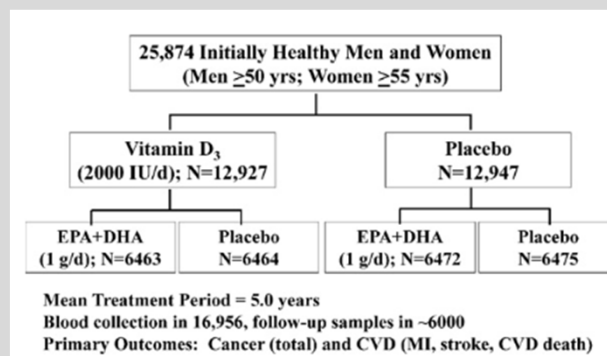 25,874 Initially Healthy Men and Women
(Men ≥50 yrs; Women ≥55 yrs)
Vitamin D₃
(2000 IU/d); N=12,927
Placebo
N=12,947
EPA+DHA
(1 g/d); N=6463
Placebo
N=6464
EPA+DHA
(1 g/d); N=6472
Placebo
N=6475
Mean Treatment Period = 5.0 years
Blood collection in 16,956, follow-up samples in ~6000
Primary Outcomes: Cancer (total) and CVD (MI, stroke, CVD death)